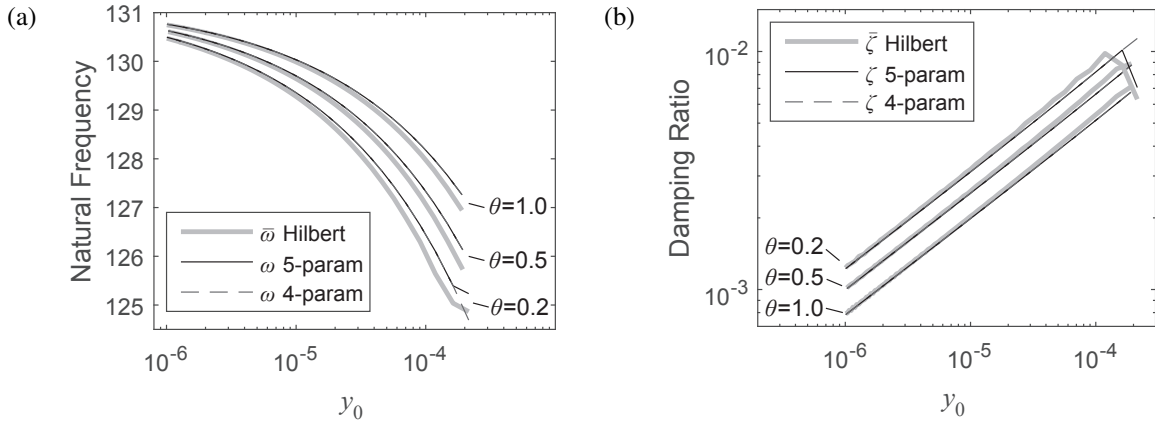 (a)
131
130
129
128
127
126
125
Natural Frequency
θ=1.0
θ=0.5
θ=0.2
ω̄ Hilbert
ω 5-param
ω 4-param
10⁻⁶
10⁻⁵
10⁻⁴
y₀
(b)
10⁻²
10⁻³
Damping Ratio
ζ̄ Hilbert
ζ 5-param
ζ 4-param
θ=0.2
θ=0.5
θ=1.0
10⁻⁶
10⁻⁵
10⁻⁴
y₀